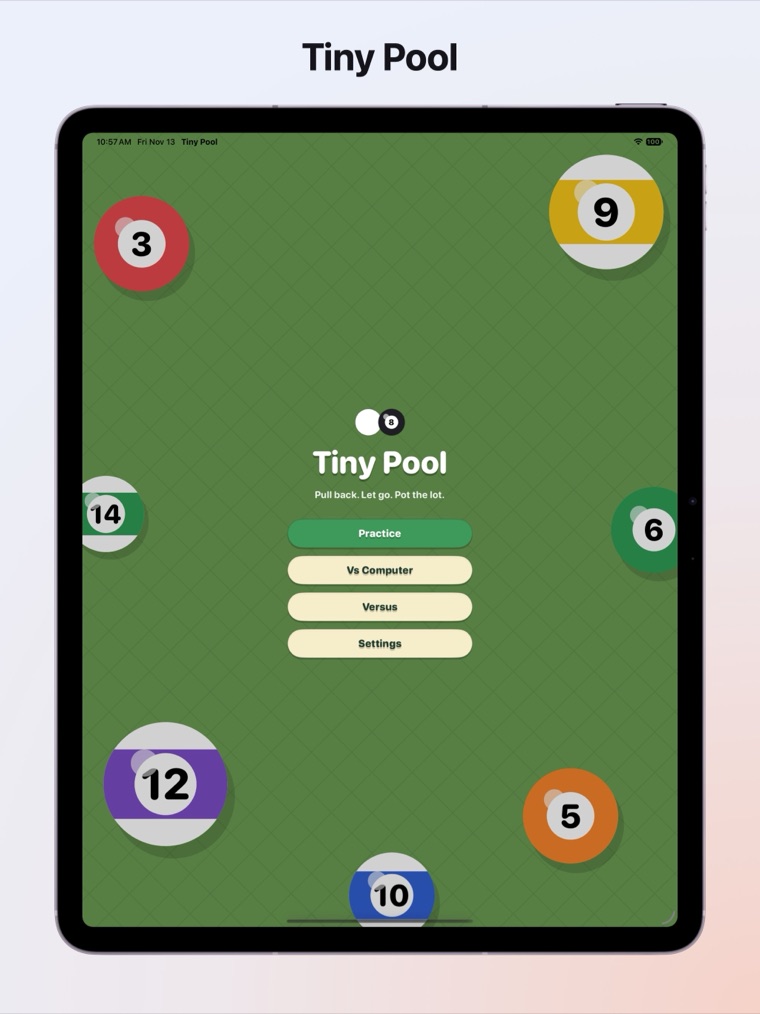 Tiny Pool
10:57 AM Fri Nov 13 Tiny Pool 100
3
9
8
Tiny Pool
Pull back. Let go. Pot the lot.
14
6
Practice
Vs Computer
Versus
Settings
12
5
10